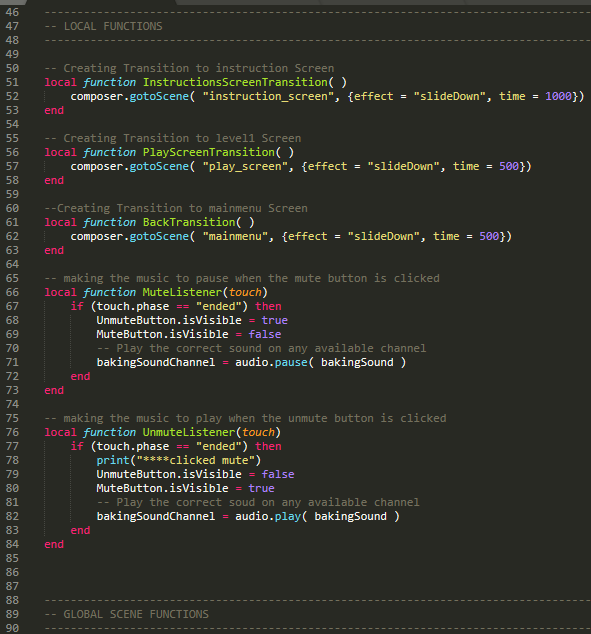 46 ------------------------------------------------------------------------------------
47 -- LOCAL FUNCTIONS
48 ------------------------------------------------------------------------------------
49
50 -- Creating Transition to instruction Screen
51 local function InstructionsScreenTransition( )
52     composer.gotoScene( "instruction_screen", {effect = "slideDown", time = 1000})
53 end
54
55 -- Creating Transition to level1 Screen
56 local function PlayScreenTransition( )
57     composer.gotoScene( "play_screen", {effect = "slideDown", time = 500})
58 end
59
60 --Creating Transition to mainmenu Screen
61 local function BackTransition( )
62     composer.gotoScene( "mainmenu", {effect = "slideDown", time = 500})
63 end
64
65 -- making the music to pause when the mute button is clicked
66 local function MuteListener(touch)
67     if (touch.phase == "ended") then
68         UnmuteButton.isVisible = true
69         MuteButton.isVisible = false
70         -- Play the correct sound on any available channel
71         bakingSoundChannel = audio.pause( bakingSound )
72     end
73 end
74
75 -- making the music to play when the unmute button is clicked
76 local function UnmuteListener(touch)
77     if (touch.phase == "ended") then
78         print("****clicked mute")
79         UnmuteButton.isVisible = false
80         MuteButton.isVisible = true
81         -- Play the correct soud on any available channel
82         bakingSoundChannel = audio.play( bakingSound )
83     end
84 end
85
86
87
88 ------------------------------------------------------------------------------------
89 -- GLOBAL SCENE FUNCTIONS
90 ------------------------------------------------------------------------------------